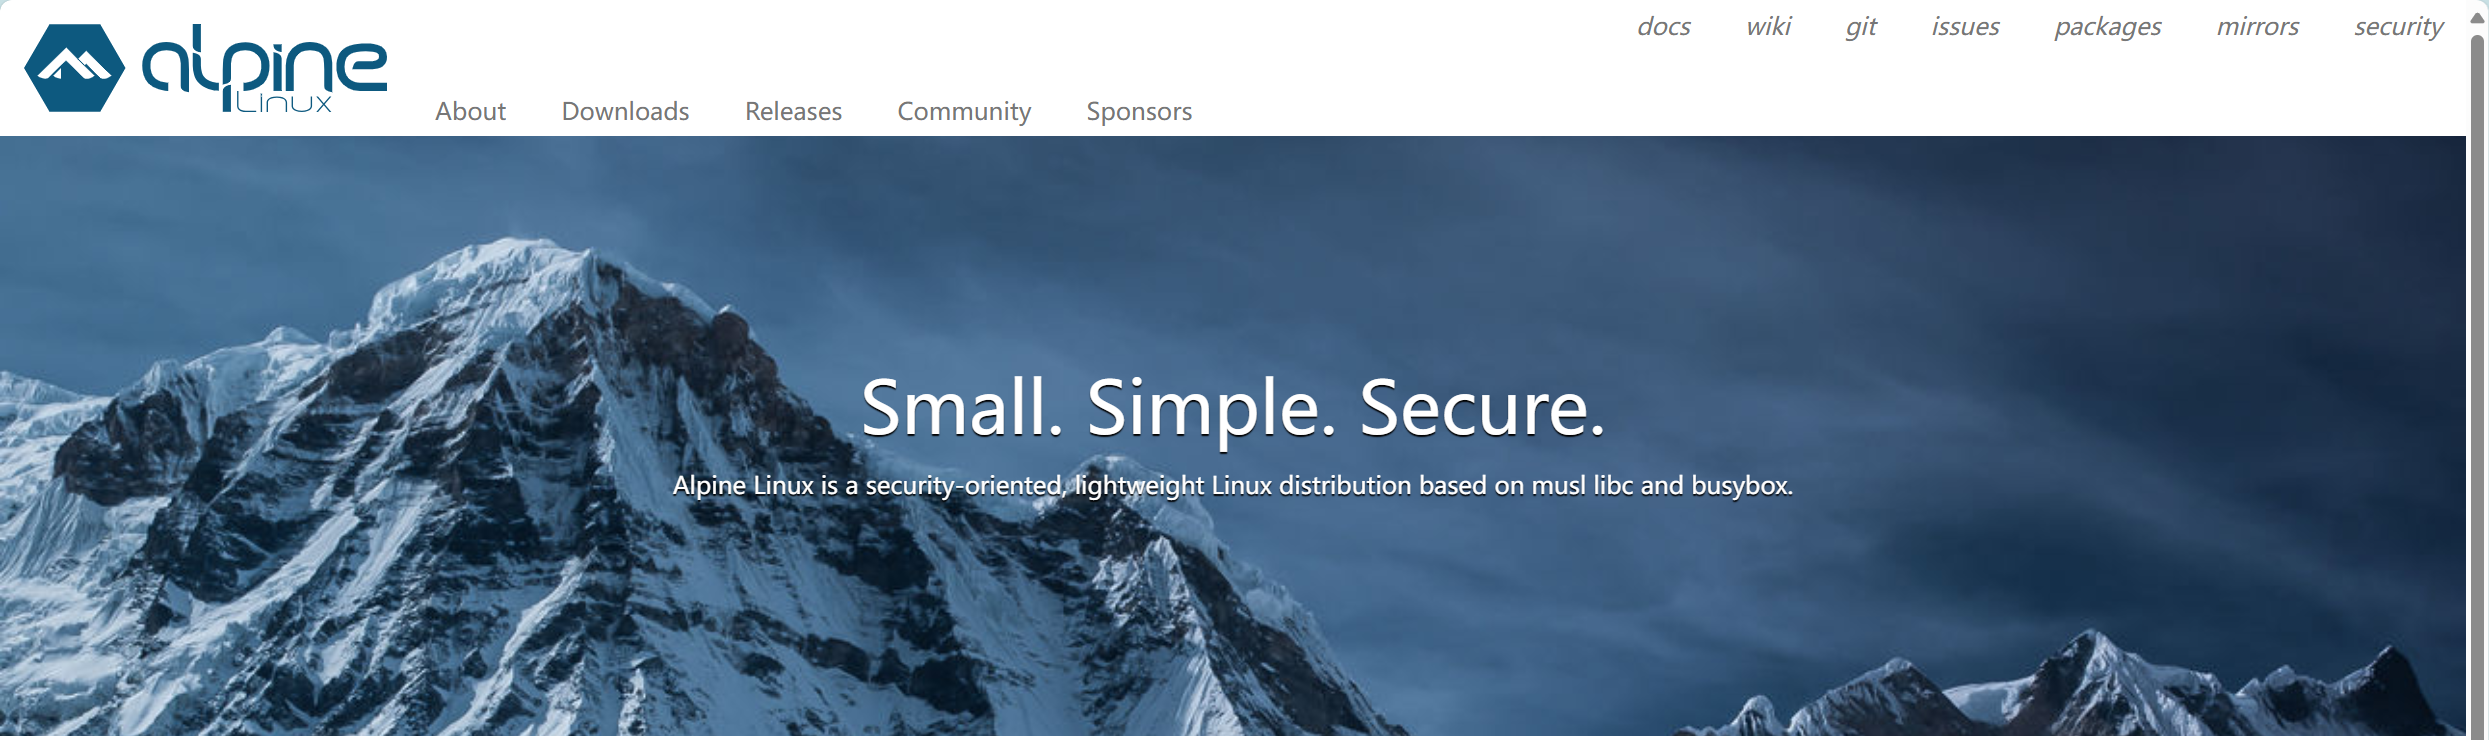 alpine
Linux
docs wiki git issues packages mirrors security
About Downloads Releases Community Sponsors
Small. Simple. Secure.
Alpine Linux is a security-oriented, lightweight Linux distribution based on musl libc and busybox.